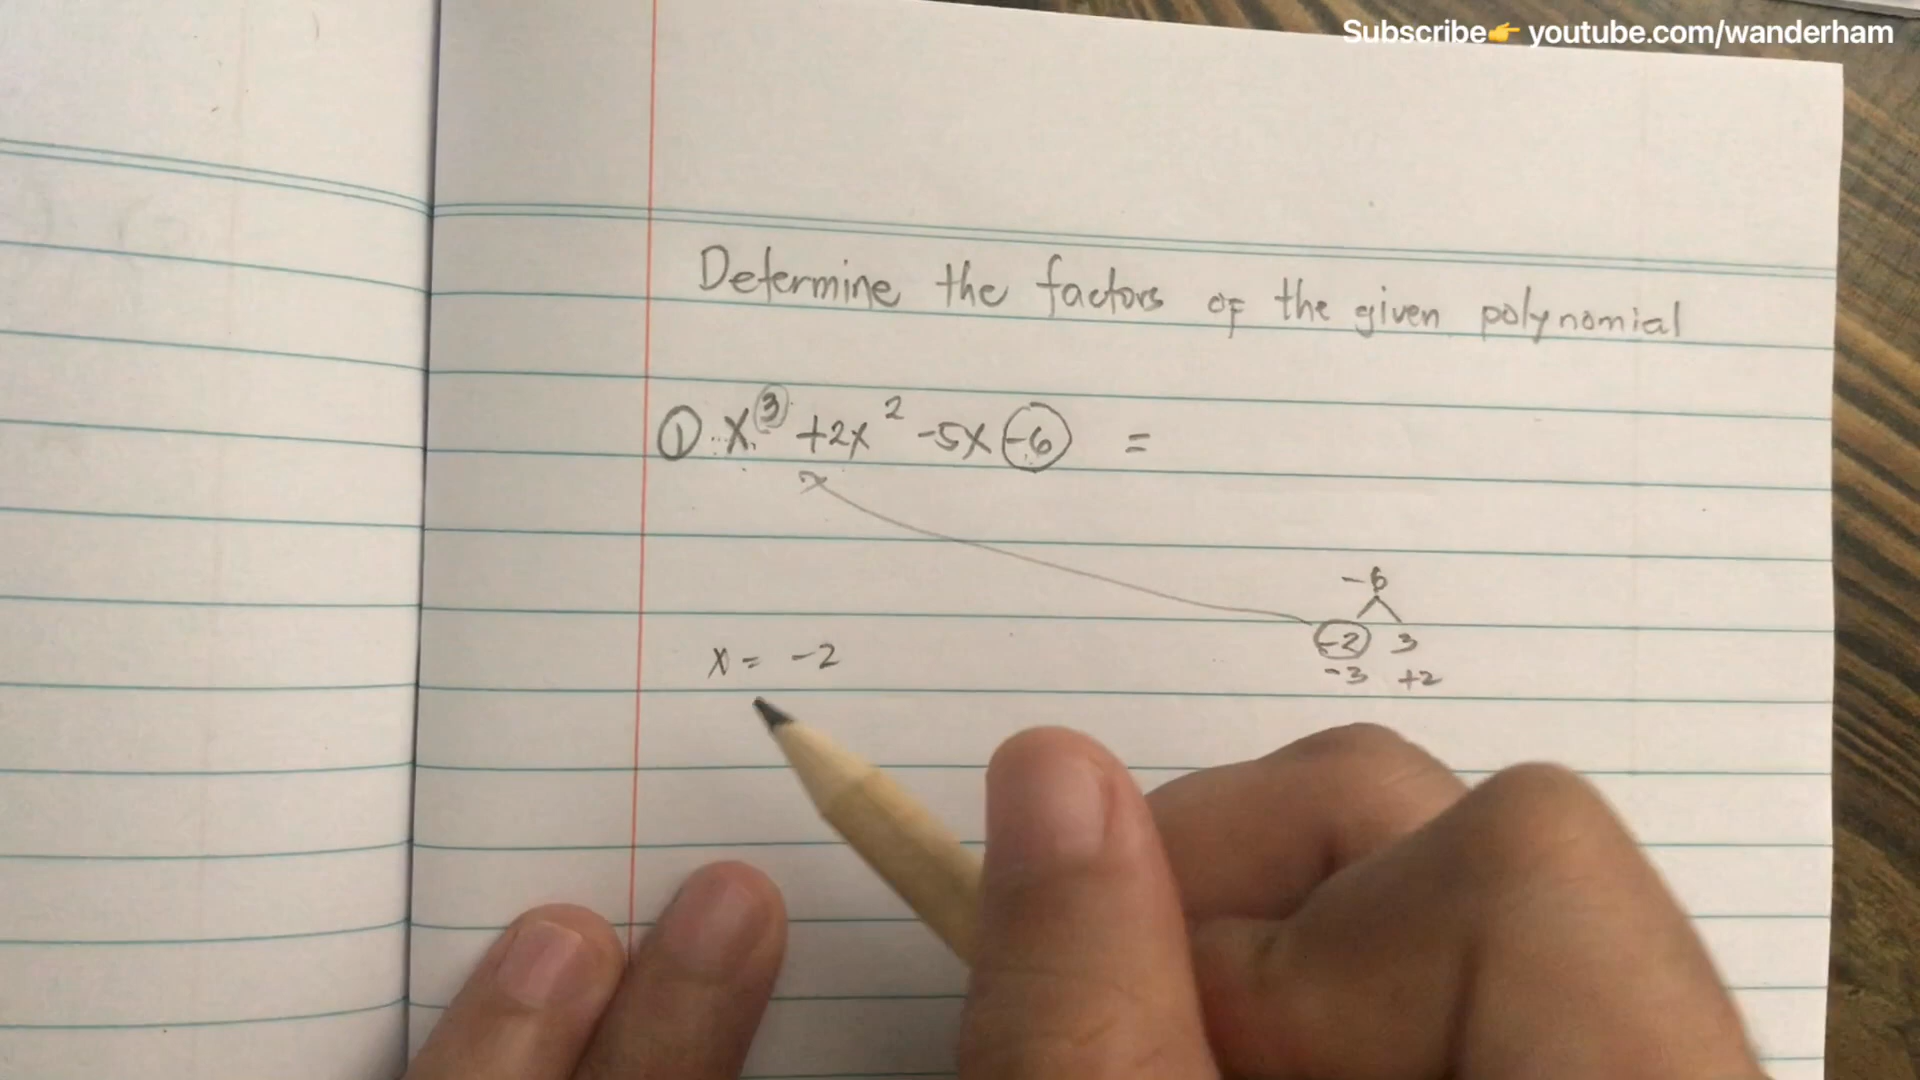 Subscribe👉 youtube.com/wanderham
Determine the factors of the given polynomial
① x³ +2x² -5x -6 =
x
-6
-2 3
-3 +2
x = -2